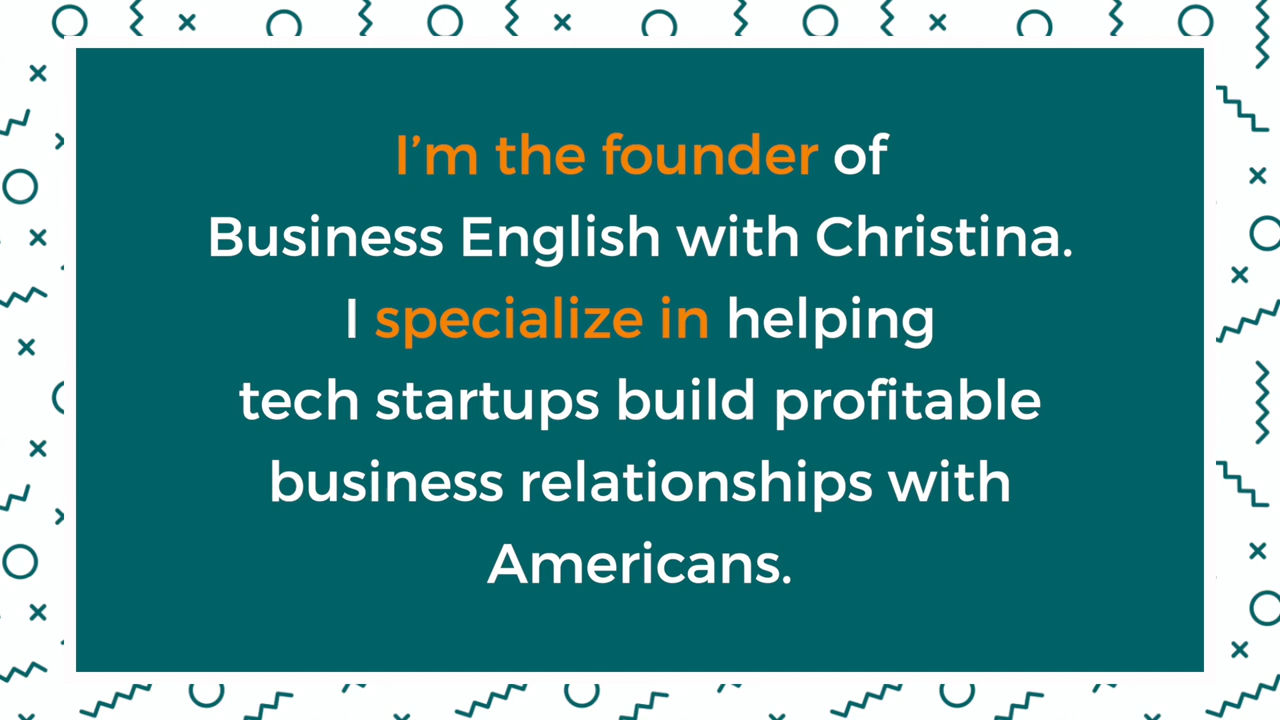 I’m the founder of
Business English with Christina.
I specialize in helping
tech startups build profitable
business relationships with
Americans.